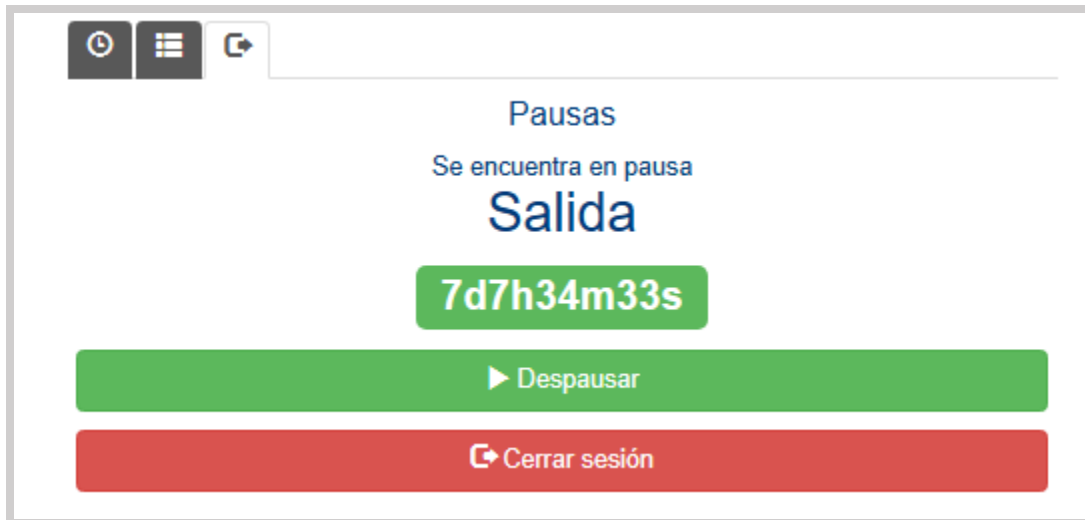 Pausas
Se encuentra en pausa
Salida
7d7h34m33s
Despausar
Cerrar sesión